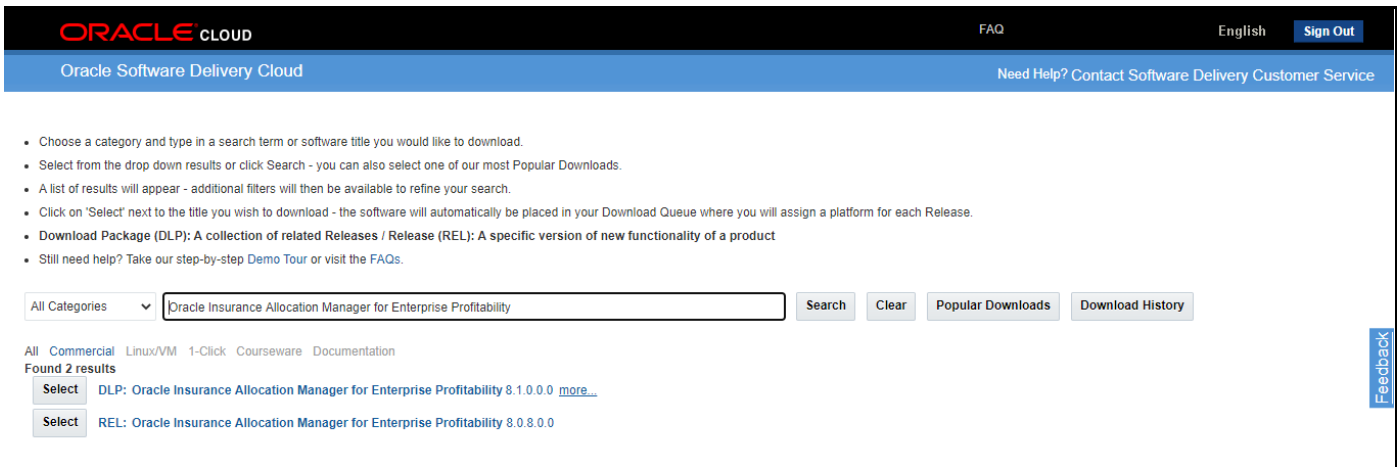 ORACLE CLOUD FAQ English Sign Out
Oracle Software Delivery Cloud Need Help? Contact Software Delivery Customer Service
Choose a category and type in a search term or software title you would like to download.
Select from the drop down results or click Search - you can also select one of our most Popular Downloads.
A list of results will appear - additional filters will then be available to refine your search.
Click on 'Select' next to the title you wish to download - the software will automatically be placed in your Download Queue where you will assign a platform for each Release.
Download Package (DLP): A collection of related Releases / Release (REL): A specific version of new functionality of a product
Still need help? Take our step-by-step Demo Tour or visit the FAQs.
All Categories Oracle Insurance Allocation Manager for Enterprise Profitability Search Clear Popular Downloads Download History
Feedback
All Commercial Linux/VM 1-Click Courseware Documentation
Found 2 results
Select DLP: Oracle Insurance Allocation Manager for Enterprise Profitability 8.1.0.0.0 more...
Select REL: Oracle Insurance Allocation Manager for Enterprise Profitability 8.0.8.0.0